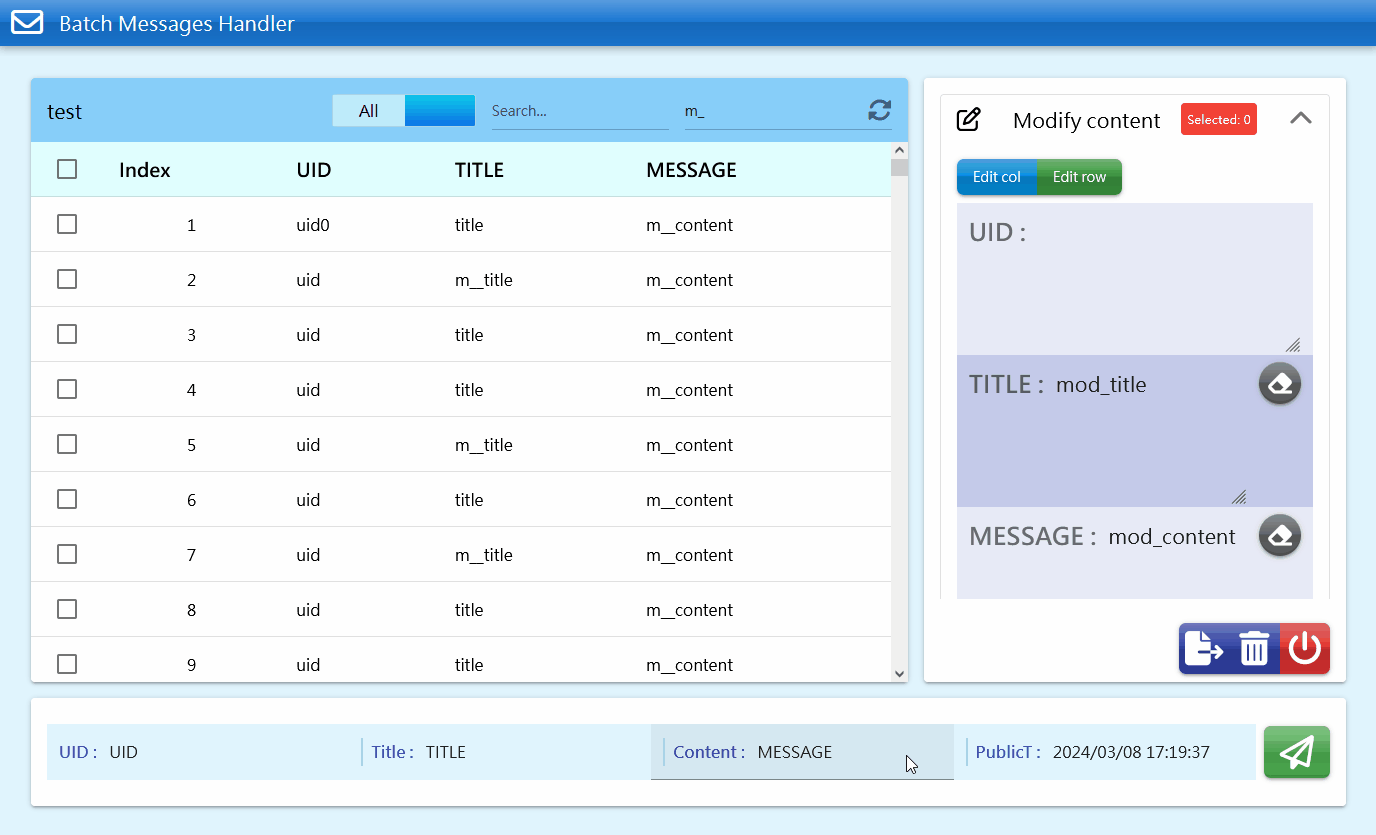 Batch Messages Handler
test All Search... m_
Index UID TITLE MESSAGE
1 uid0 title m__content
2 uid m__title m__content
3 uid title m__content
4 uid title m__content
5 uid m__title m__content
6 uid title m__content
7 uid m__title m__content
8 uid title m__content
9 uid title m__content
Modify content Selected: 0
Edit col Edit row
UID :
TITLE : mod_title
MESSAGE : mod_content
UID : UID Title : TITLE Content : MESSAGE PublicT : 2024/03/08 17:19:37